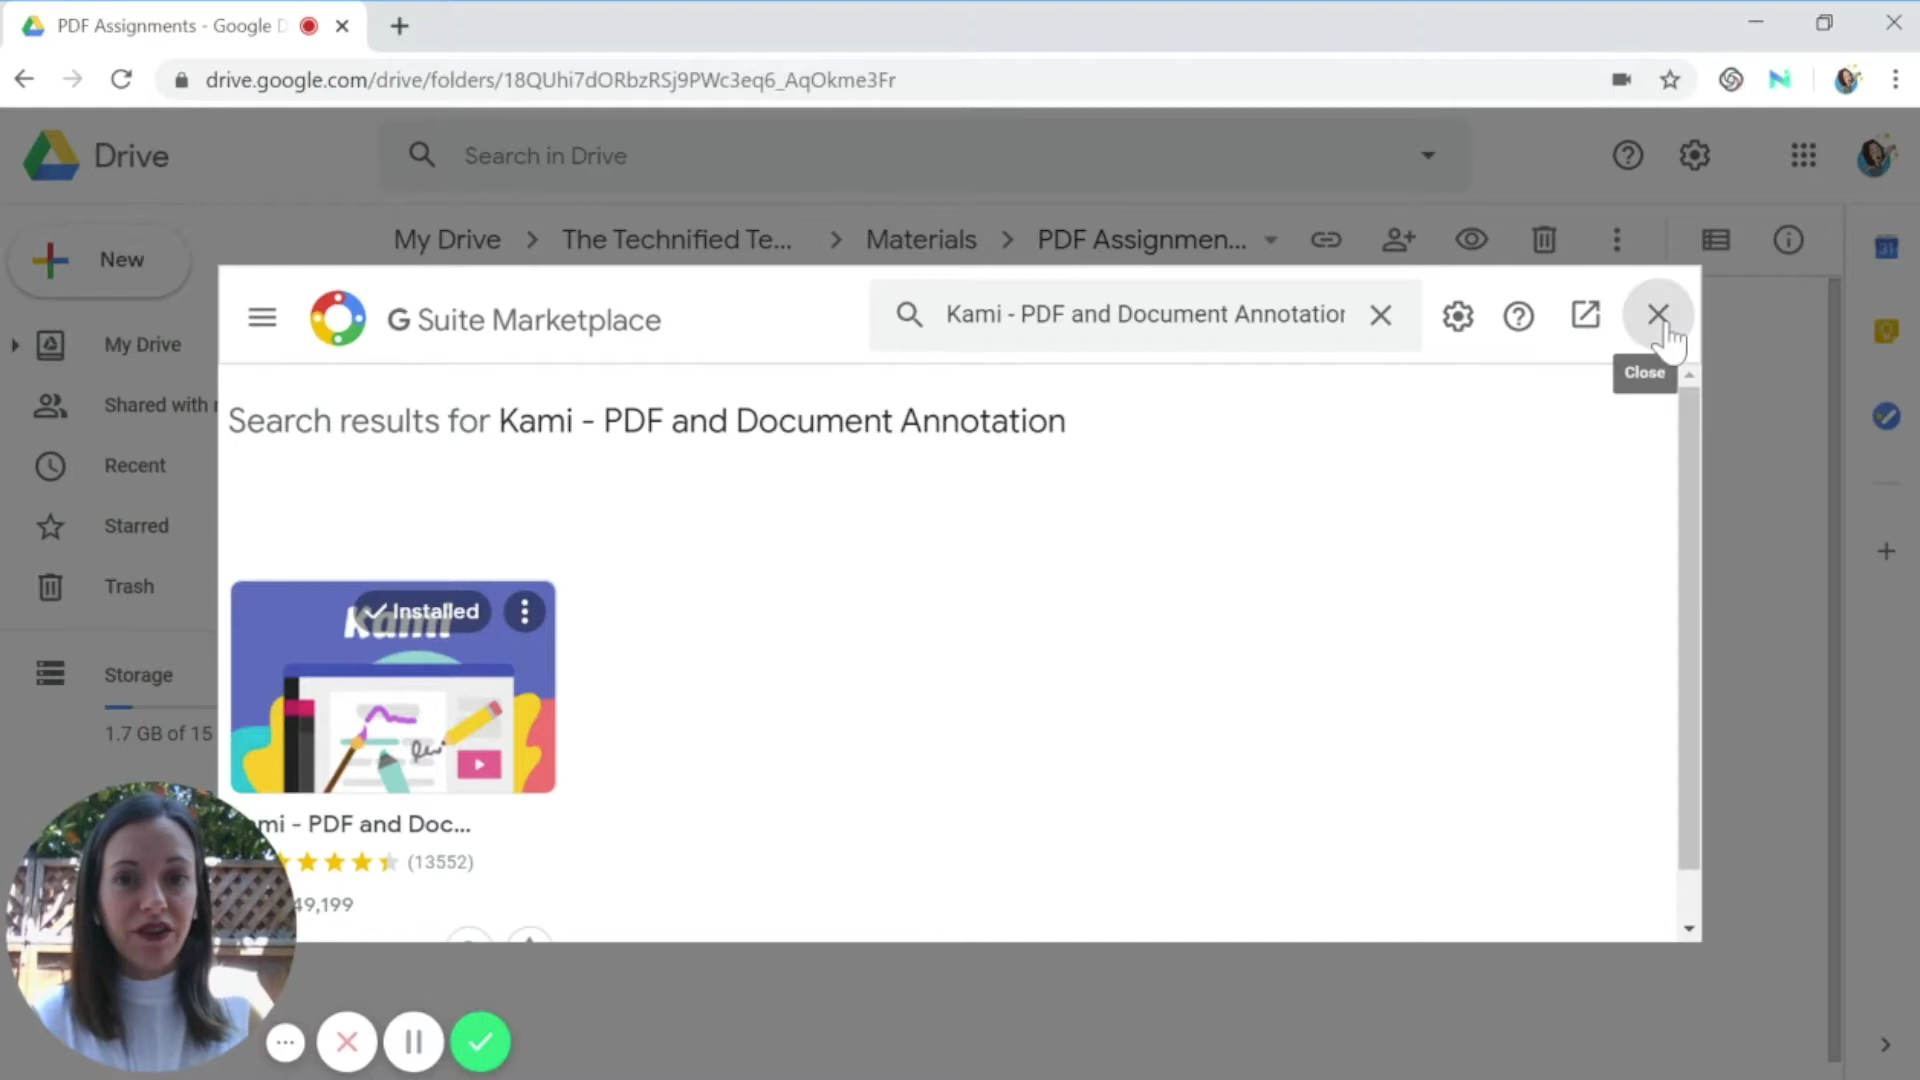 PDF Assignments - Google D
drive.google.com/drive/folders/18QUhi7dORbzRSj9PWc3eq6_AqOkme3Fr
Drive
Search in Drive
New
My Drive > The Technified Te... > Materials > PDF Assignmen...
31
G Suite Marketplace
Kami - PDF and Document Annotation
Close
My Drive
Shared with
Recent
Starred
Trash
Storage
1.7 GB of 15
Search results for Kami - PDF and Document Annotation
Kami
Installed
mi - PDF and Doc...
(13552)
49,199